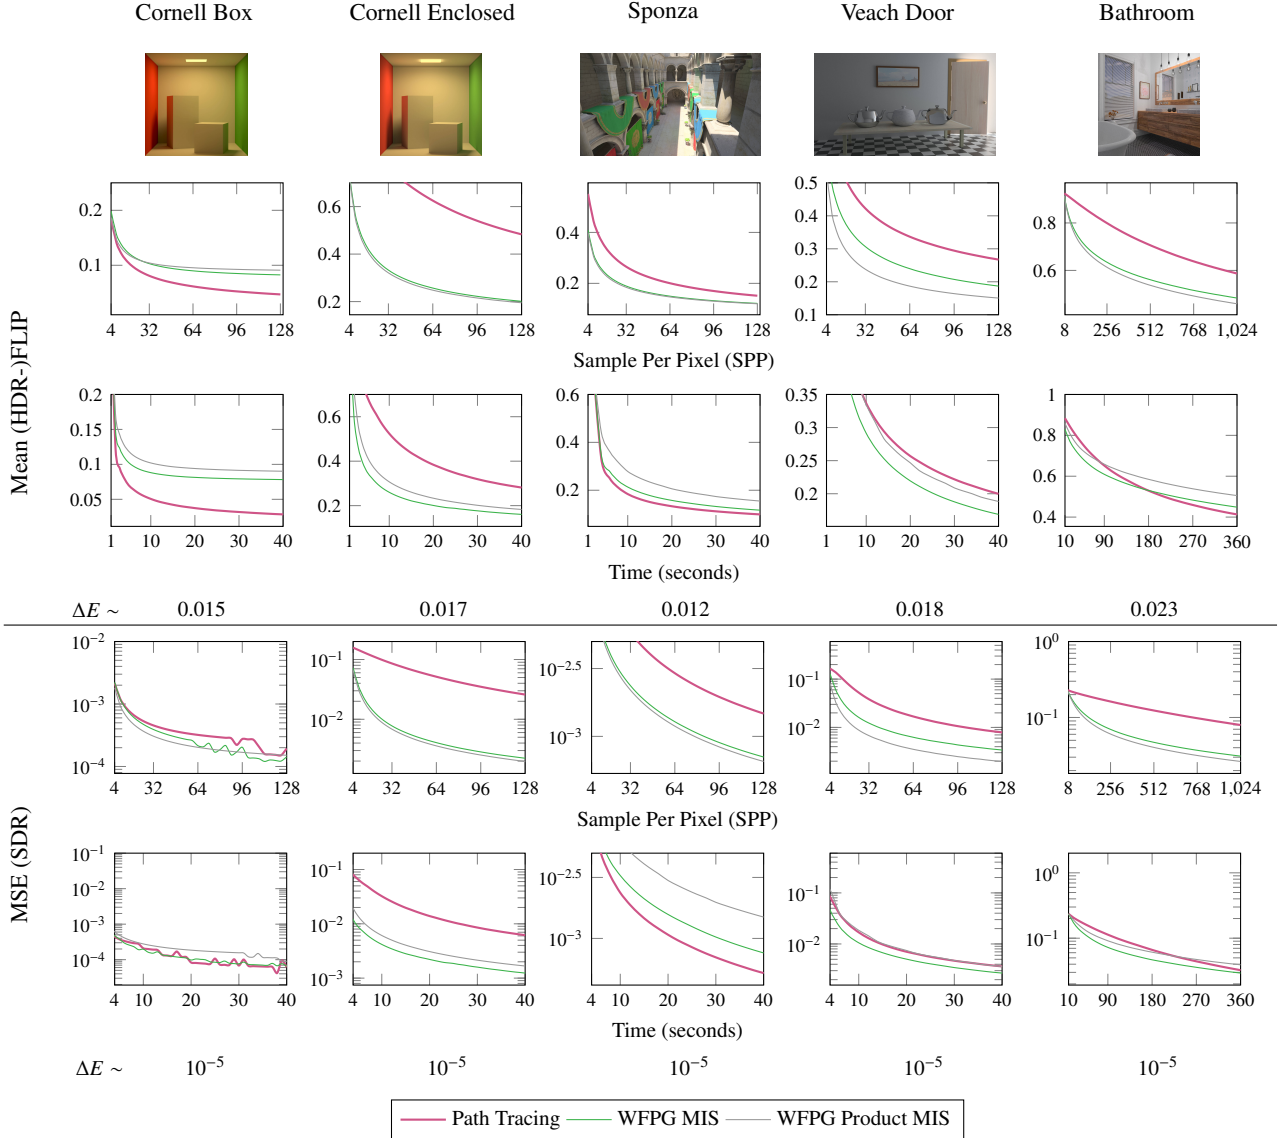 Cornell Box Cornell Enclosed Sponza Veach Door Bathroom
Mean (HDR-)FLIP
0.2 0.1
4 32 64 96 128
0.6 0.4 0.2
4 32 64 96 128
0.4 0.2
4 32 64 96 128
0.5 0.4 0.3 0.2 0.1
4 32 64 96 128
0.8 0.6
8 256 512 768 1,024
Sample Per Pixel (SPP)
0.2 0.15 0.1 0.05
1 10 20 30 40
0.6 0.4 0.2
1 10 20 30 40
0.6 0.4 0.2
1 10 20 30 40
0.35 0.3 0.25 0.2
1 10 20 30 40
1 0.8 0.6 0.4
10 90 180 270 360
Time (seconds)
ΔE ∼ 0.015 0.017 0.012 0.018 0.023
MSE (SDR)
10⁻² 10⁻³ 10⁻⁴
4 32 64 96 128
10⁻¹ 10⁻²
4 32 64 96 128
10⁻²·⁵ 10⁻³
4 32 64 96 128
10⁻¹ 10⁻² 10⁻³
4 32 64 96 128
10⁰ 10⁻¹
8 256 512 768 1,024
Sample Per Pixel (SPP)
10⁻¹ 10⁻² 10⁻³ 10⁻⁴
4 10 20 30 40
10⁻¹ 10⁻² 10⁻³
4 10 20 30 40
10⁻²·⁵ 10⁻³
4 10 20 30 40
10⁻¹ 10⁻²
4 10 20 30 40
10⁰ 10⁻¹
10 90 180 270 360
Time (seconds)
ΔE ∼ 10⁻⁵ 10⁻⁵ 10⁻⁵ 10⁻⁵ 10⁻⁵
Path Tracing WFPG MIS WFPG Product MIS